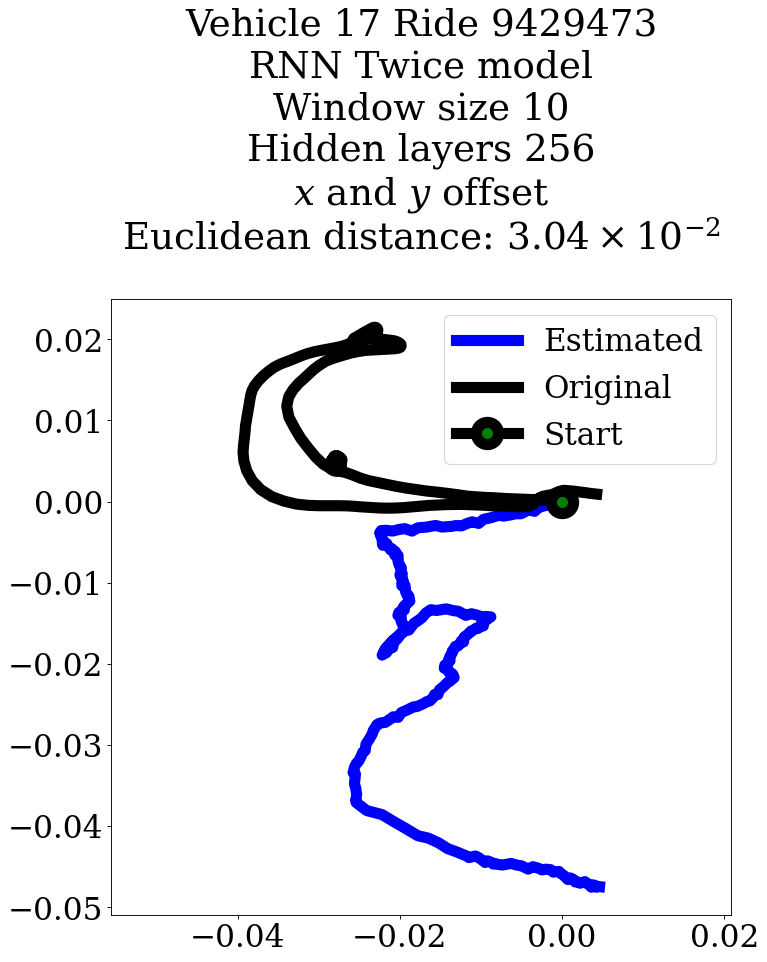 Vehicle 17 Ride 9429473
RNN Twice model
Window size 10
Hidden layers 256
x and y offset
Euclidean distance: 3.04 × 10⁻²
Estimated
Original
Start
0.02
0.01
0.00
−0.01
−0.02
−0.03
−0.04
−0.05
−0.04 −0.02 0.00 0.02